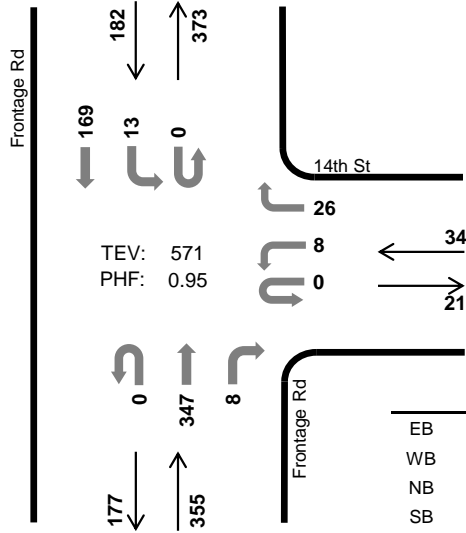 182
373
Frontage Rd
169
13
0
14th St
26
TEV: 571
PHF: 0.95
8
0
34
21
0
347
8
Frontage Rd
177
355
EB
WB
NB
SB